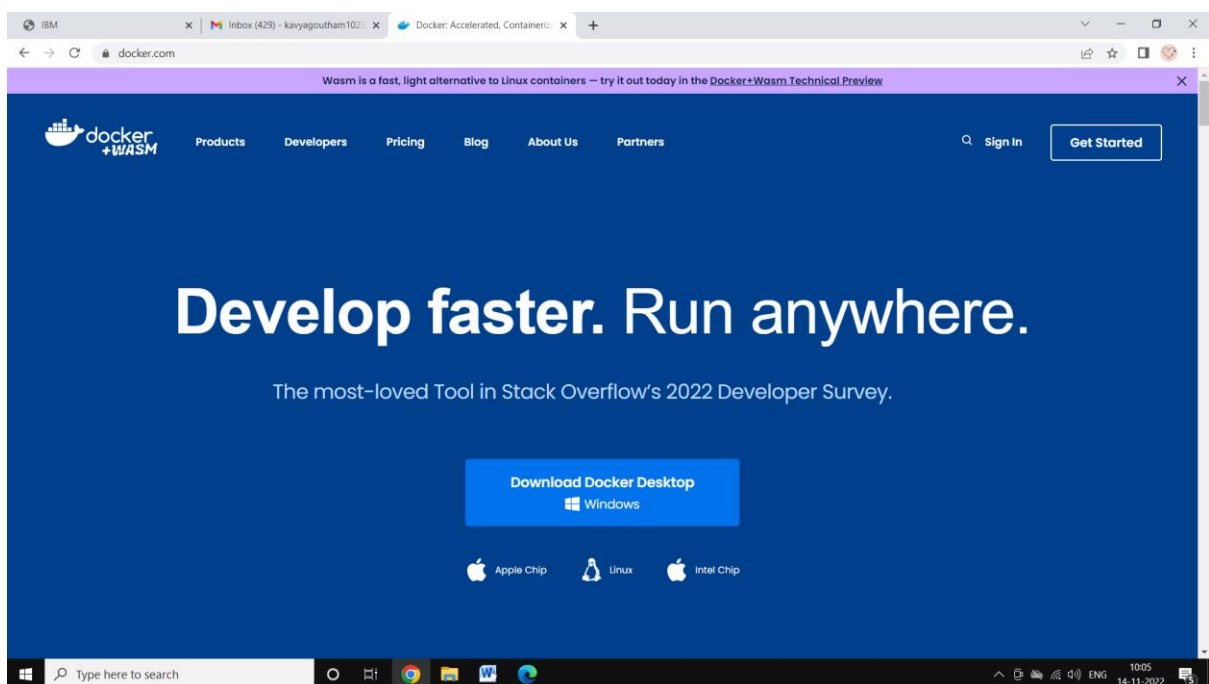 IBM
Inbox (429) - kavyagoutham102
Docker: Accelerated, Containeriz
docker.com
Wasm is a fast, light alternative to Linux containers — try it out today in the Docker+Wasm Technical Preview
docker
+WASM
Products Developers Pricing Blog About Us Partners Sign In Get Started
Develop faster. Run anywhere.
The most-loved Tool in Stack Overflow's 2022 Developer Survey.
Download Docker Desktop
Windows
Apple Chip Linux Intel Chip
Type here to search
ENG
10:05
14-11-2022
5